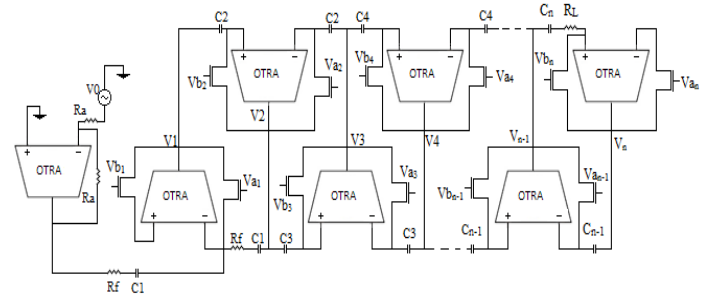 C2 C2 C4 C4 Cn RL
+ − + − + −
OTRA OTRA OTRA
Vb2 Va2 Vb4 Va4 Vbn Van
V0
Ra
V2 V4 Vn
V1 V3 Vn-1
+ −
OTRA
Ra
Vb1 OTRA Va1 Vb3 OTRA Va3 Vbn-1 OTRA Van-1
+ − + − + −
Rf C1 C3 C3 Cn-1 Cn-1
Rf C1